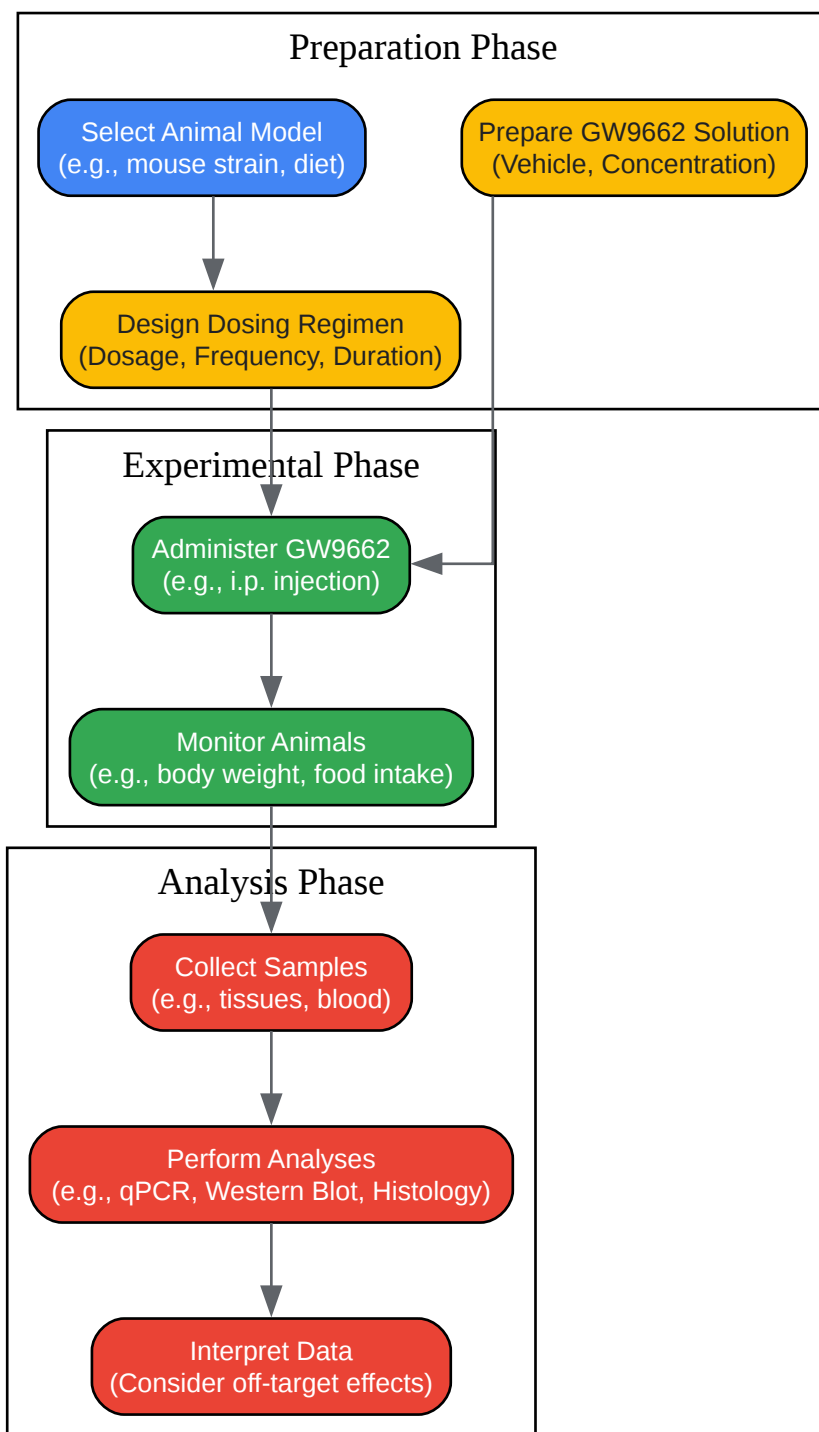 Preparation Phase
Select Animal Model
(e.g., mouse strain, diet)
Prepare GW9662 Solution
(Vehicle, Concentration)
Design Dosing Regimen
(Dosage, Frequency, Duration)
Experimental Phase
Administer GW9662
(e.g., i.p. injection)
Monitor Animals
(e.g., body weight, food intake)
Analysis Phase
Collect Samples
(e.g., tissues, blood)
Perform Analyses
(e.g., qPCR, Western Blot, Histology)
Interpret Data
(Consider off-target effects)